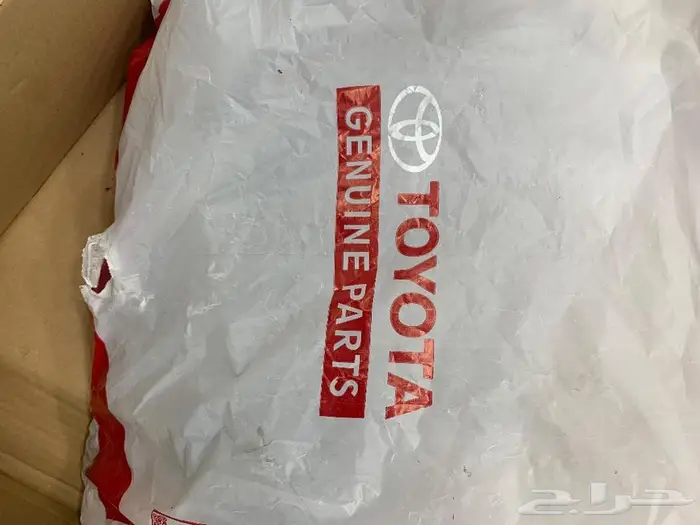 TOYOTA
GENUINE PARTS
حراج